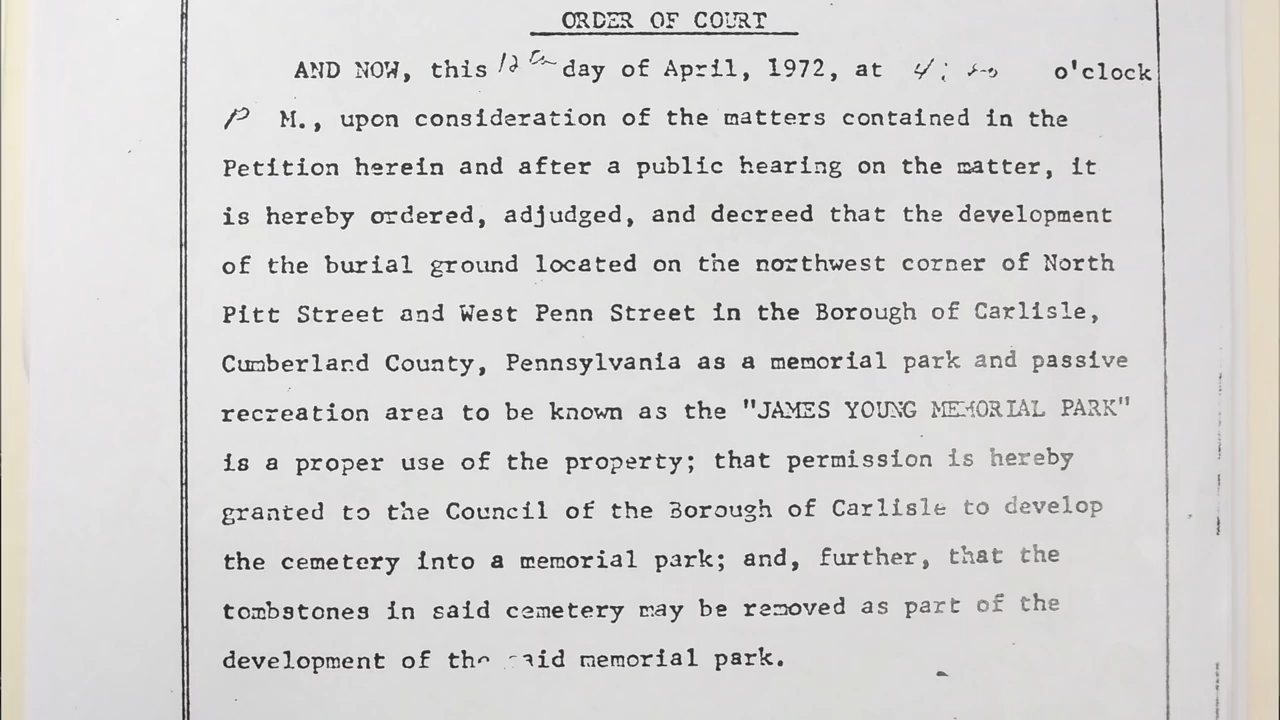 ORDER OF COURT
AND NOW, this 12th day of April, 1972, at 4: o'clock
P M., upon consideration of the matters contained in the
Petition herein and after a public hearing on the matter, it
is hereby ordered, adjudged, and decreed that the development
of the burial ground located on the northwest corner of North
Pitt Street and West Penn Street in the Borough of Carlisle,
Cumberland County, Pennsylvania as a memorial park and passive
recreation area to be known as the "JAMES YOUNG MEMORIAL PARK"
is a proper use of the property; that permission is hereby
granted to the Council of the Borough of Carlisle to develop
the cemetery into a memorial park; and, further, that the
tombstones in said cemetery may be removed as part of the
development of the said memorial park.